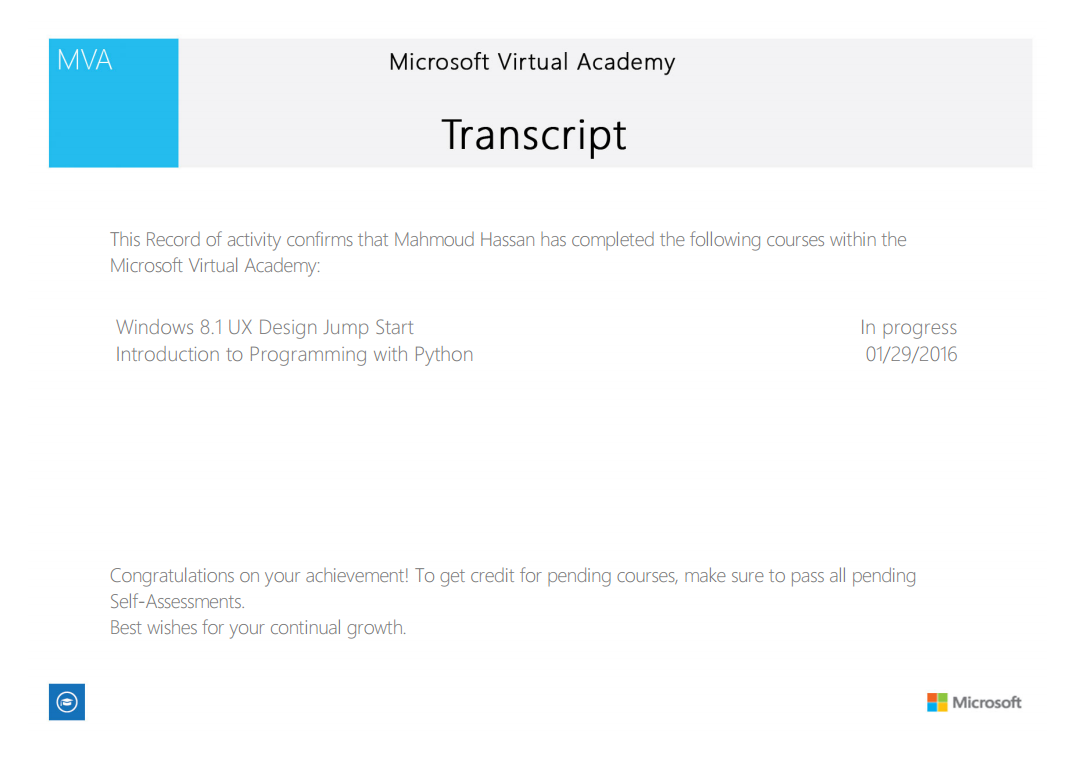 MVA
Microsoft Virtual Academy
Transcript
This Record of activity confirms that Mahmoud Hassan has completed the following courses within the
Microsoft Virtual Academy:
Windows 8.1 UX Design Jump Start In progress
Introduction to Programming with Python 01/29/2016
Congratulations on your achievement! To get credit for pending courses, make sure to pass all pending
Self-Assessments.
Best wishes for your continual growth.
Microsoft